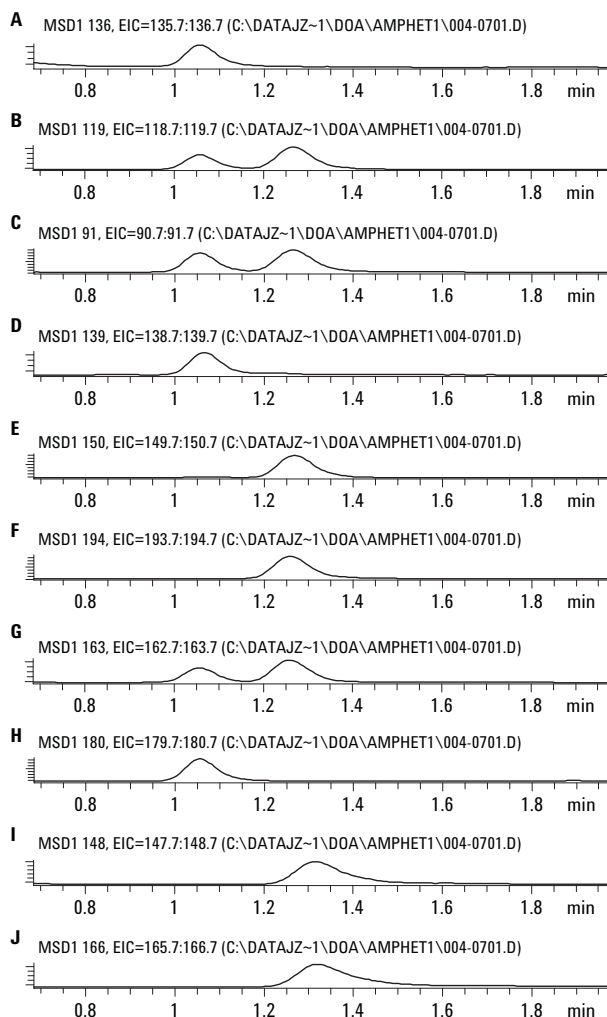 A MSD1 136, EIC=135.7:136.7 (C:\DATAJZ~1\DOA\AMPHET1\004-0701.D)
0.8 1 1.2 1.4 1.6 1.8 min
B MSD1 119, EIC=118.7:119.7 (C:\DATAJZ~1\DOA\AMPHET1\004-0701.D)
0.8 1 1.2 1.4 1.6 1.8 min
C MSD1 91, EIC=90.7:91.7 (C:\DATAJZ~1\DOA\AMPHET1\004-0701.D)
0.8 1 1.2 1.4 1.6 1.8 min
D MSD1 139, EIC=138.7:139.7 (C:\DATAJZ~1\DOA\AMPHET1\004-0701.D)
0.8 1 1.2 1.4 1.6 1.8 min
E MSD1 150, EIC=149.7:150.7 (C:\DATAJZ~1\DOA\AMPHET1\004-0701.D)
0.8 1 1.2 1.4 1.6 1.8 min
F MSD1 194, EIC=193.7:194.7 (C:\DATAJZ~1\DOA\AMPHET1\004-0701.D)
0.8 1 1.2 1.4 1.6 1.8 min
G MSD1 163, EIC=162.7:163.7 (C:\DATAJZ~1\DOA\AMPHET1\004-0701.D)
0.8 1 1.2 1.4 1.6 1.8 min
H MSD1 180, EIC=179.7:180.7 (C:\DATAJZ~1\DOA\AMPHET1\004-0701.D)
0.8 1 1.2 1.4 1.6 1.8 min
I MSD1 148, EIC=147.7:148.7 (C:\DATAJZ~1\DOA\AMPHET1\004-0701.D)
0.8 1 1.2 1.4 1.6 1.8 min
J MSD1 166, EIC=165.7:166.7 (C:\DATAJZ~1\DOA\AMPHET1\004-0701.D)
0.8 1 1.2 1.4 1.6 1.8 min